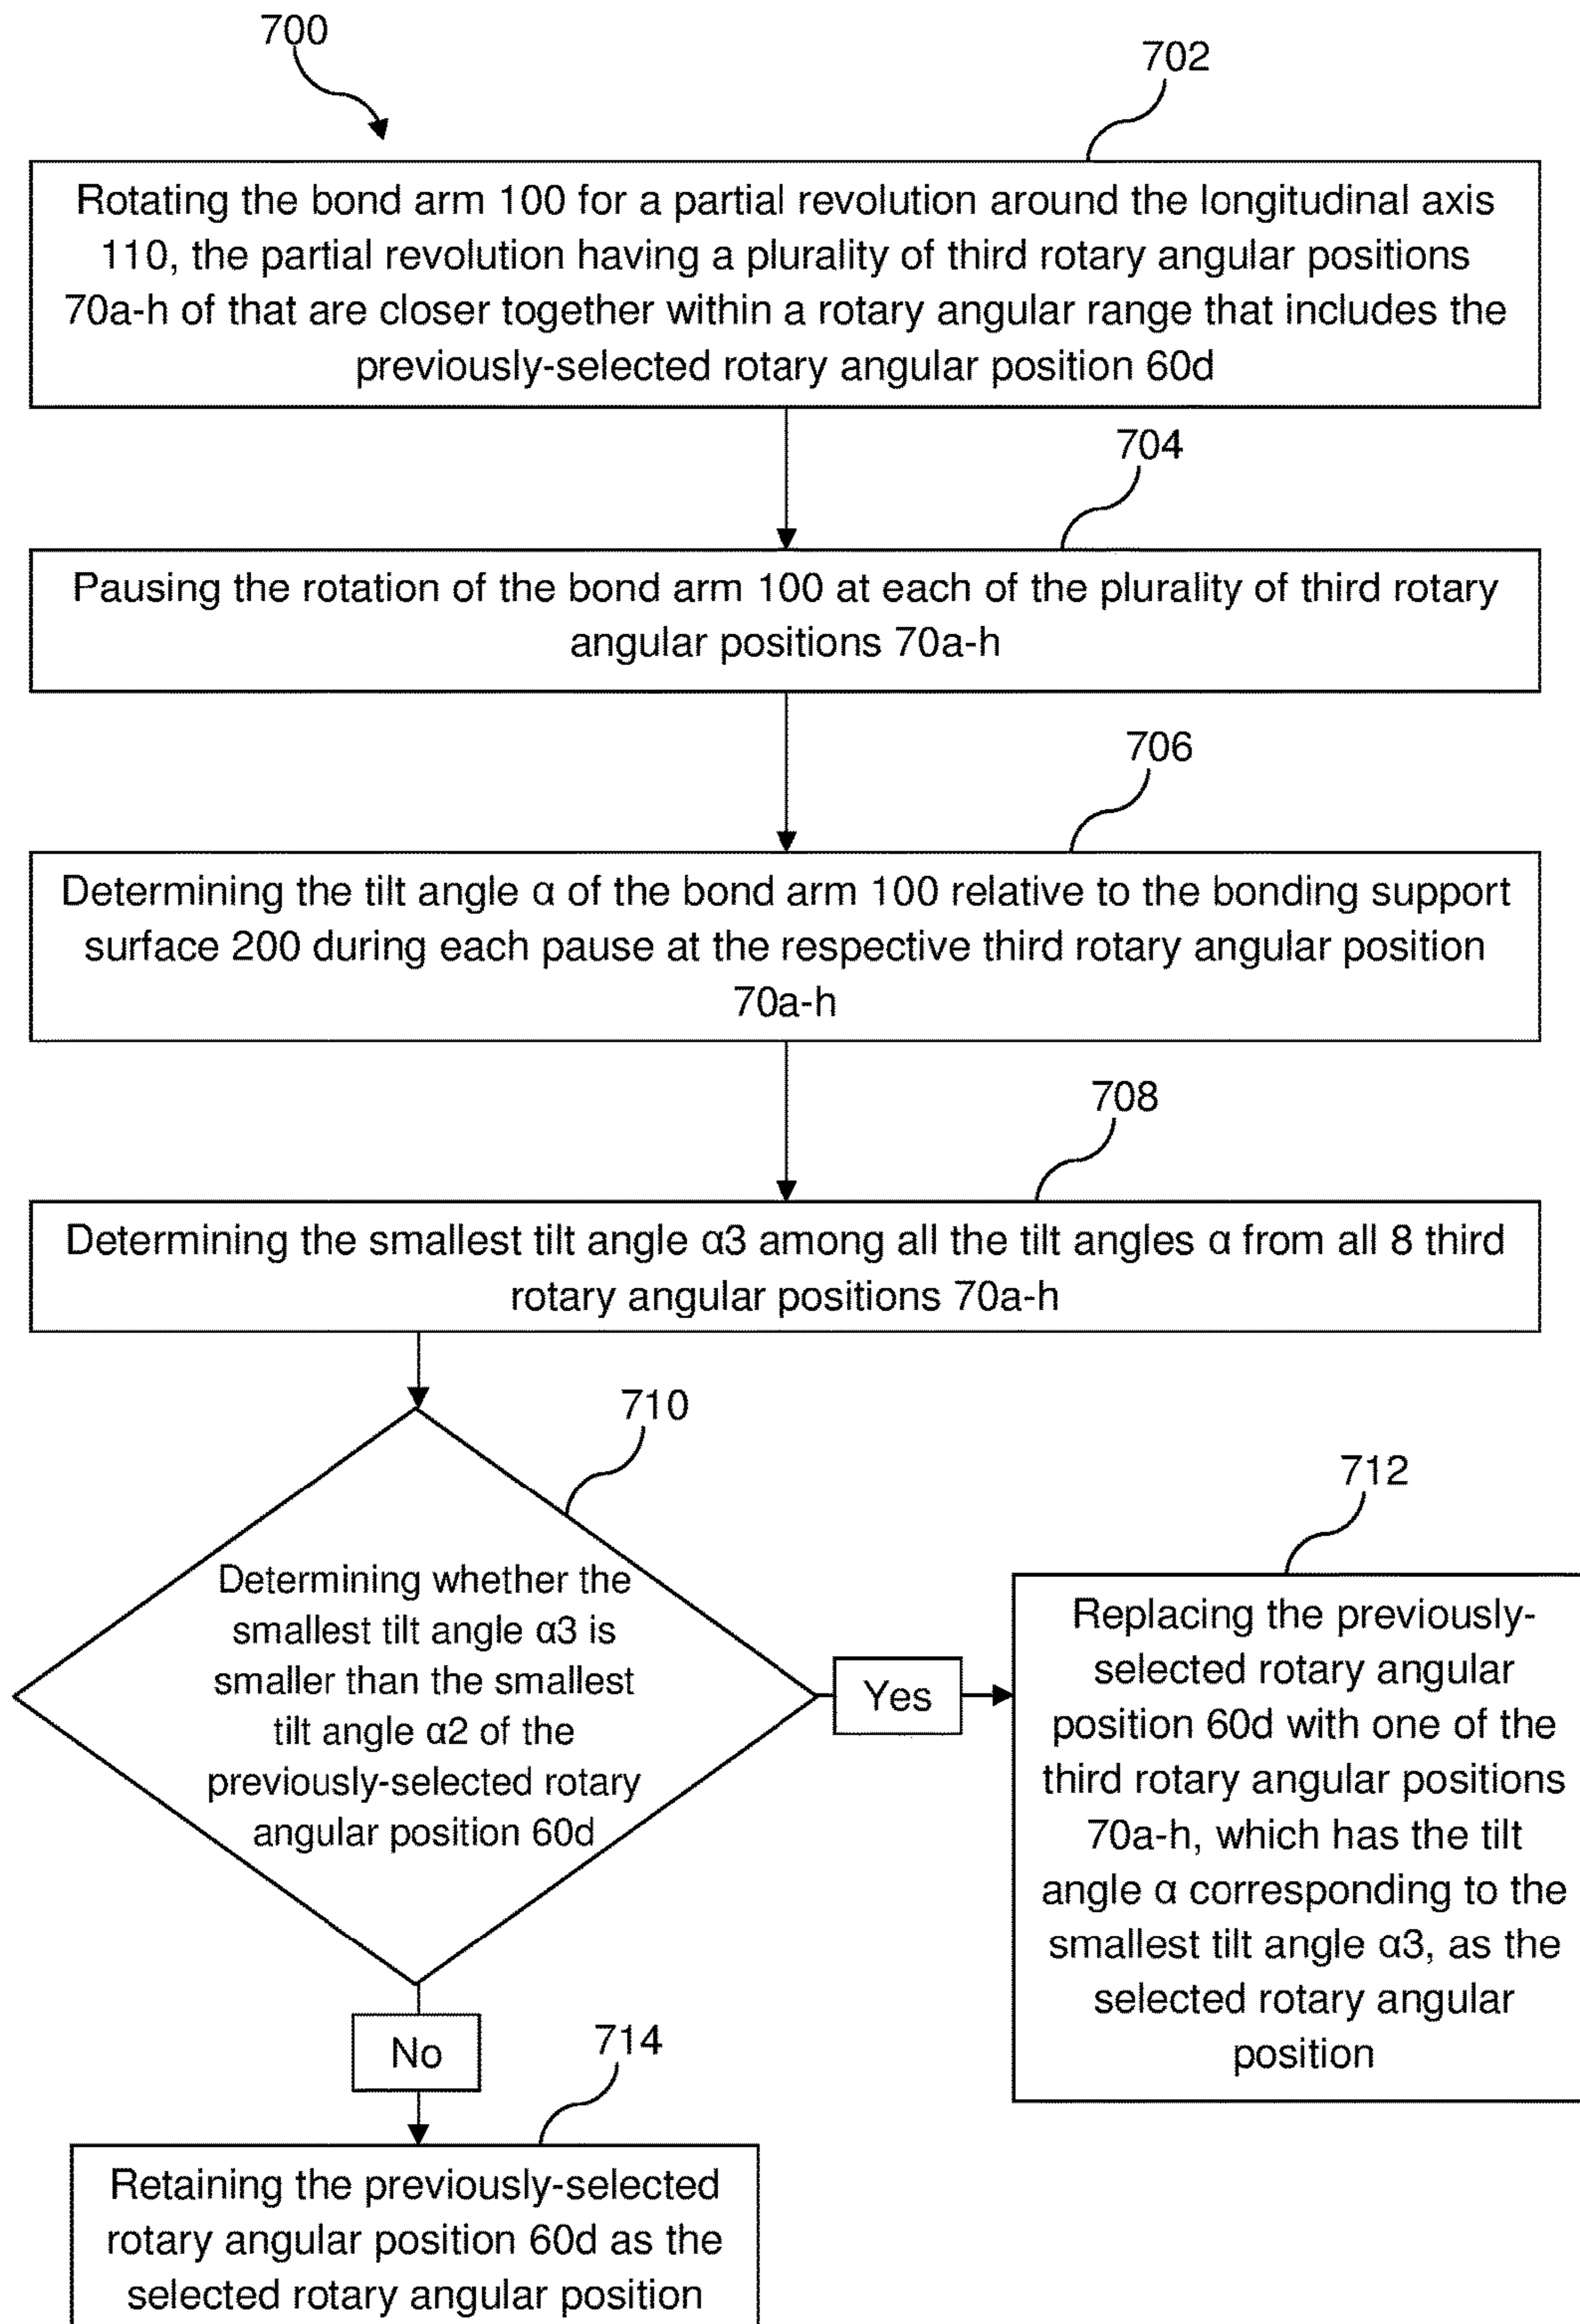 700
702
Rotating the bond arm 100 for a partial revolution around the longitudinal axis
110, the partial revolution having a plurality of third rotary angular positions
70a-h of that are closer together within a rotary angular range that includes the
previously-selected rotary angular position 60d
704
Pausing the rotation of the bond arm 100 at each of the plurality of third rotary
angular positions 70a-h
706
Determining the tilt angle α of the bond arm 100 relative to the bonding support
surface 200 during each pause at the respective third rotary angular position
70a-h
708
Determining the smallest tilt angle α3 among all the tilt angles α from all 8 third
rotary angular positions 70a-h
710
Determining whether the
smallest tilt angle α3 is
smaller than the smallest
tilt angle α2 of the
previously-selected rotary
angular position 60d
Yes
712
Replacing the previously-
selected rotary angular
position 60d with one of the
third rotary angular positions
70a-h, which has the tilt
angle α corresponding to the
smallest tilt angle α3, as the
selected rotary angular
position
No
714
Retaining the previously-selected
rotary angular position 60d as the
selected rotary angular position